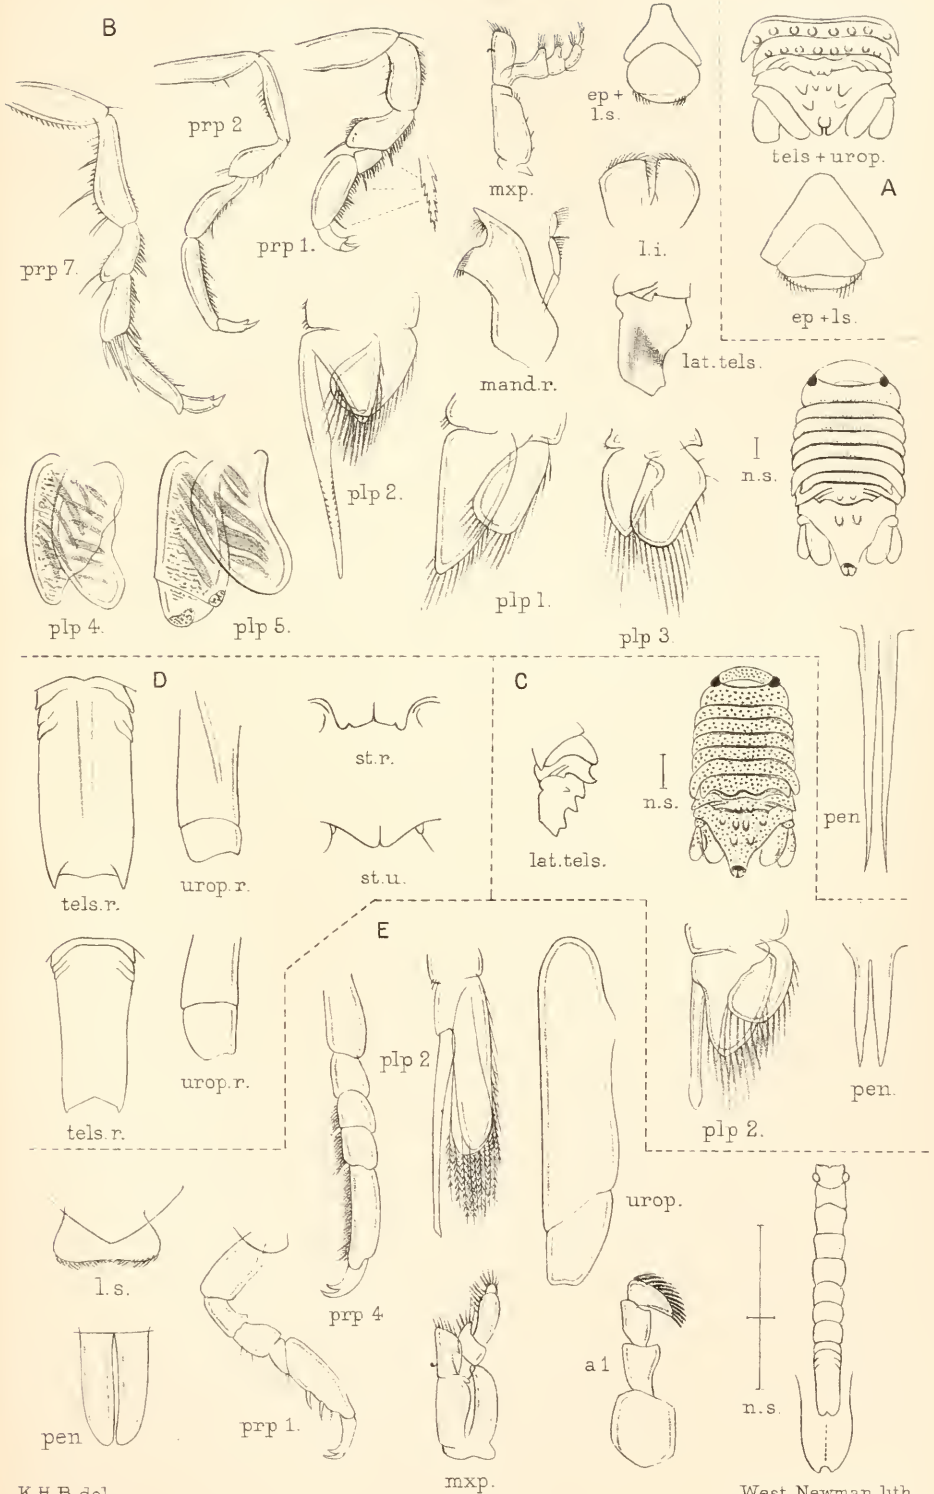 B
prp 7.
prp 2
prp 1.
mxp.
ep +
l.s.
l.i.
mand.r.
lat.tels.
tels + urop.
A
ep + ls.
n.s.
plp 4.
plp 5.
plp 2.
plp 1.
plp 3.
pen
D
tels. r.
urop. r.
st. r.
st. u.
tels. r.
urop. r.
C
lat. tels.
n.s.
plp 2.
pen.
E
prp 4
plp 2
urop.
l.s.
pen
prp 1.
mxp.
a 1
n.s.
K.H.B. del.
West, Newman lith.